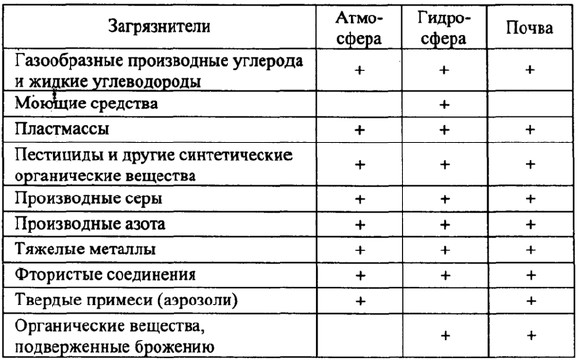 Загрязнители Атмо- Гидро- Почва
сфера сфера
Газообразные производные углерода
и жидкие углеводороды + + +
Моющие средства +
Пластмассы + + +
Пестициды и другие синтетические
органические вещества + + +
Производные серы + + +
Производные азота + + +
Тяжелые металлы + + +
Фтористые соединения + + +
Твердые примеси (аэрозоли) + +
Органические вещества,
подверженные брожению + +